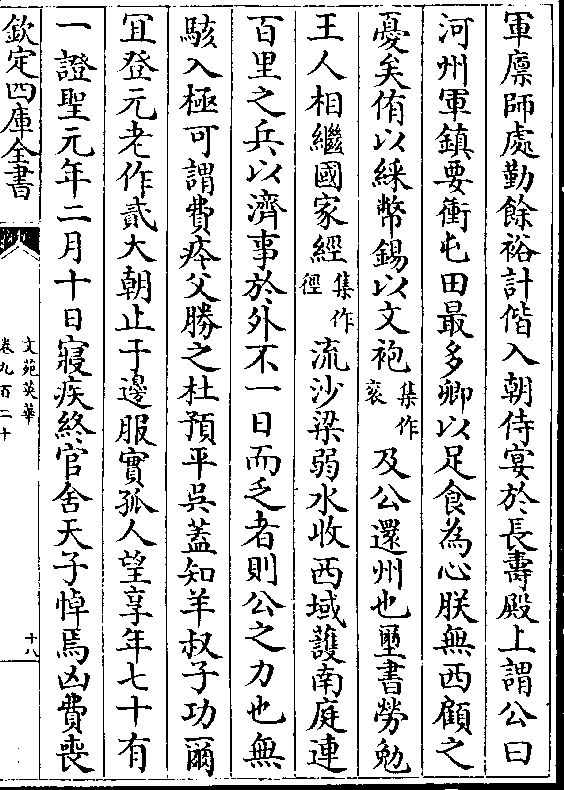 軍廪師處勤餘裕計偕入朝侍宴於長壽殿上謂公曰
河州軍鎮要衝屯田最多卿以足食為心朕無西顧之
憂矣侑以綵幣錫以文袍集作衮及公還州也璽書勞勉
王人相繼國家經集作徑流沙梁弱水收西域護南庭連
百里之兵以濟事於外不一日而乏者則公之力也無
駭入極可謂費庈父勝之杜預平呉蓋知羊叔子功爾
宜登元老作貳大朝止于邊服實孤人望享年七十有
一證聖元年二月十日寢疾終官舍天子悼焉凶費喪
欽定四庫全書
文苑英華
卷九百二十
十八